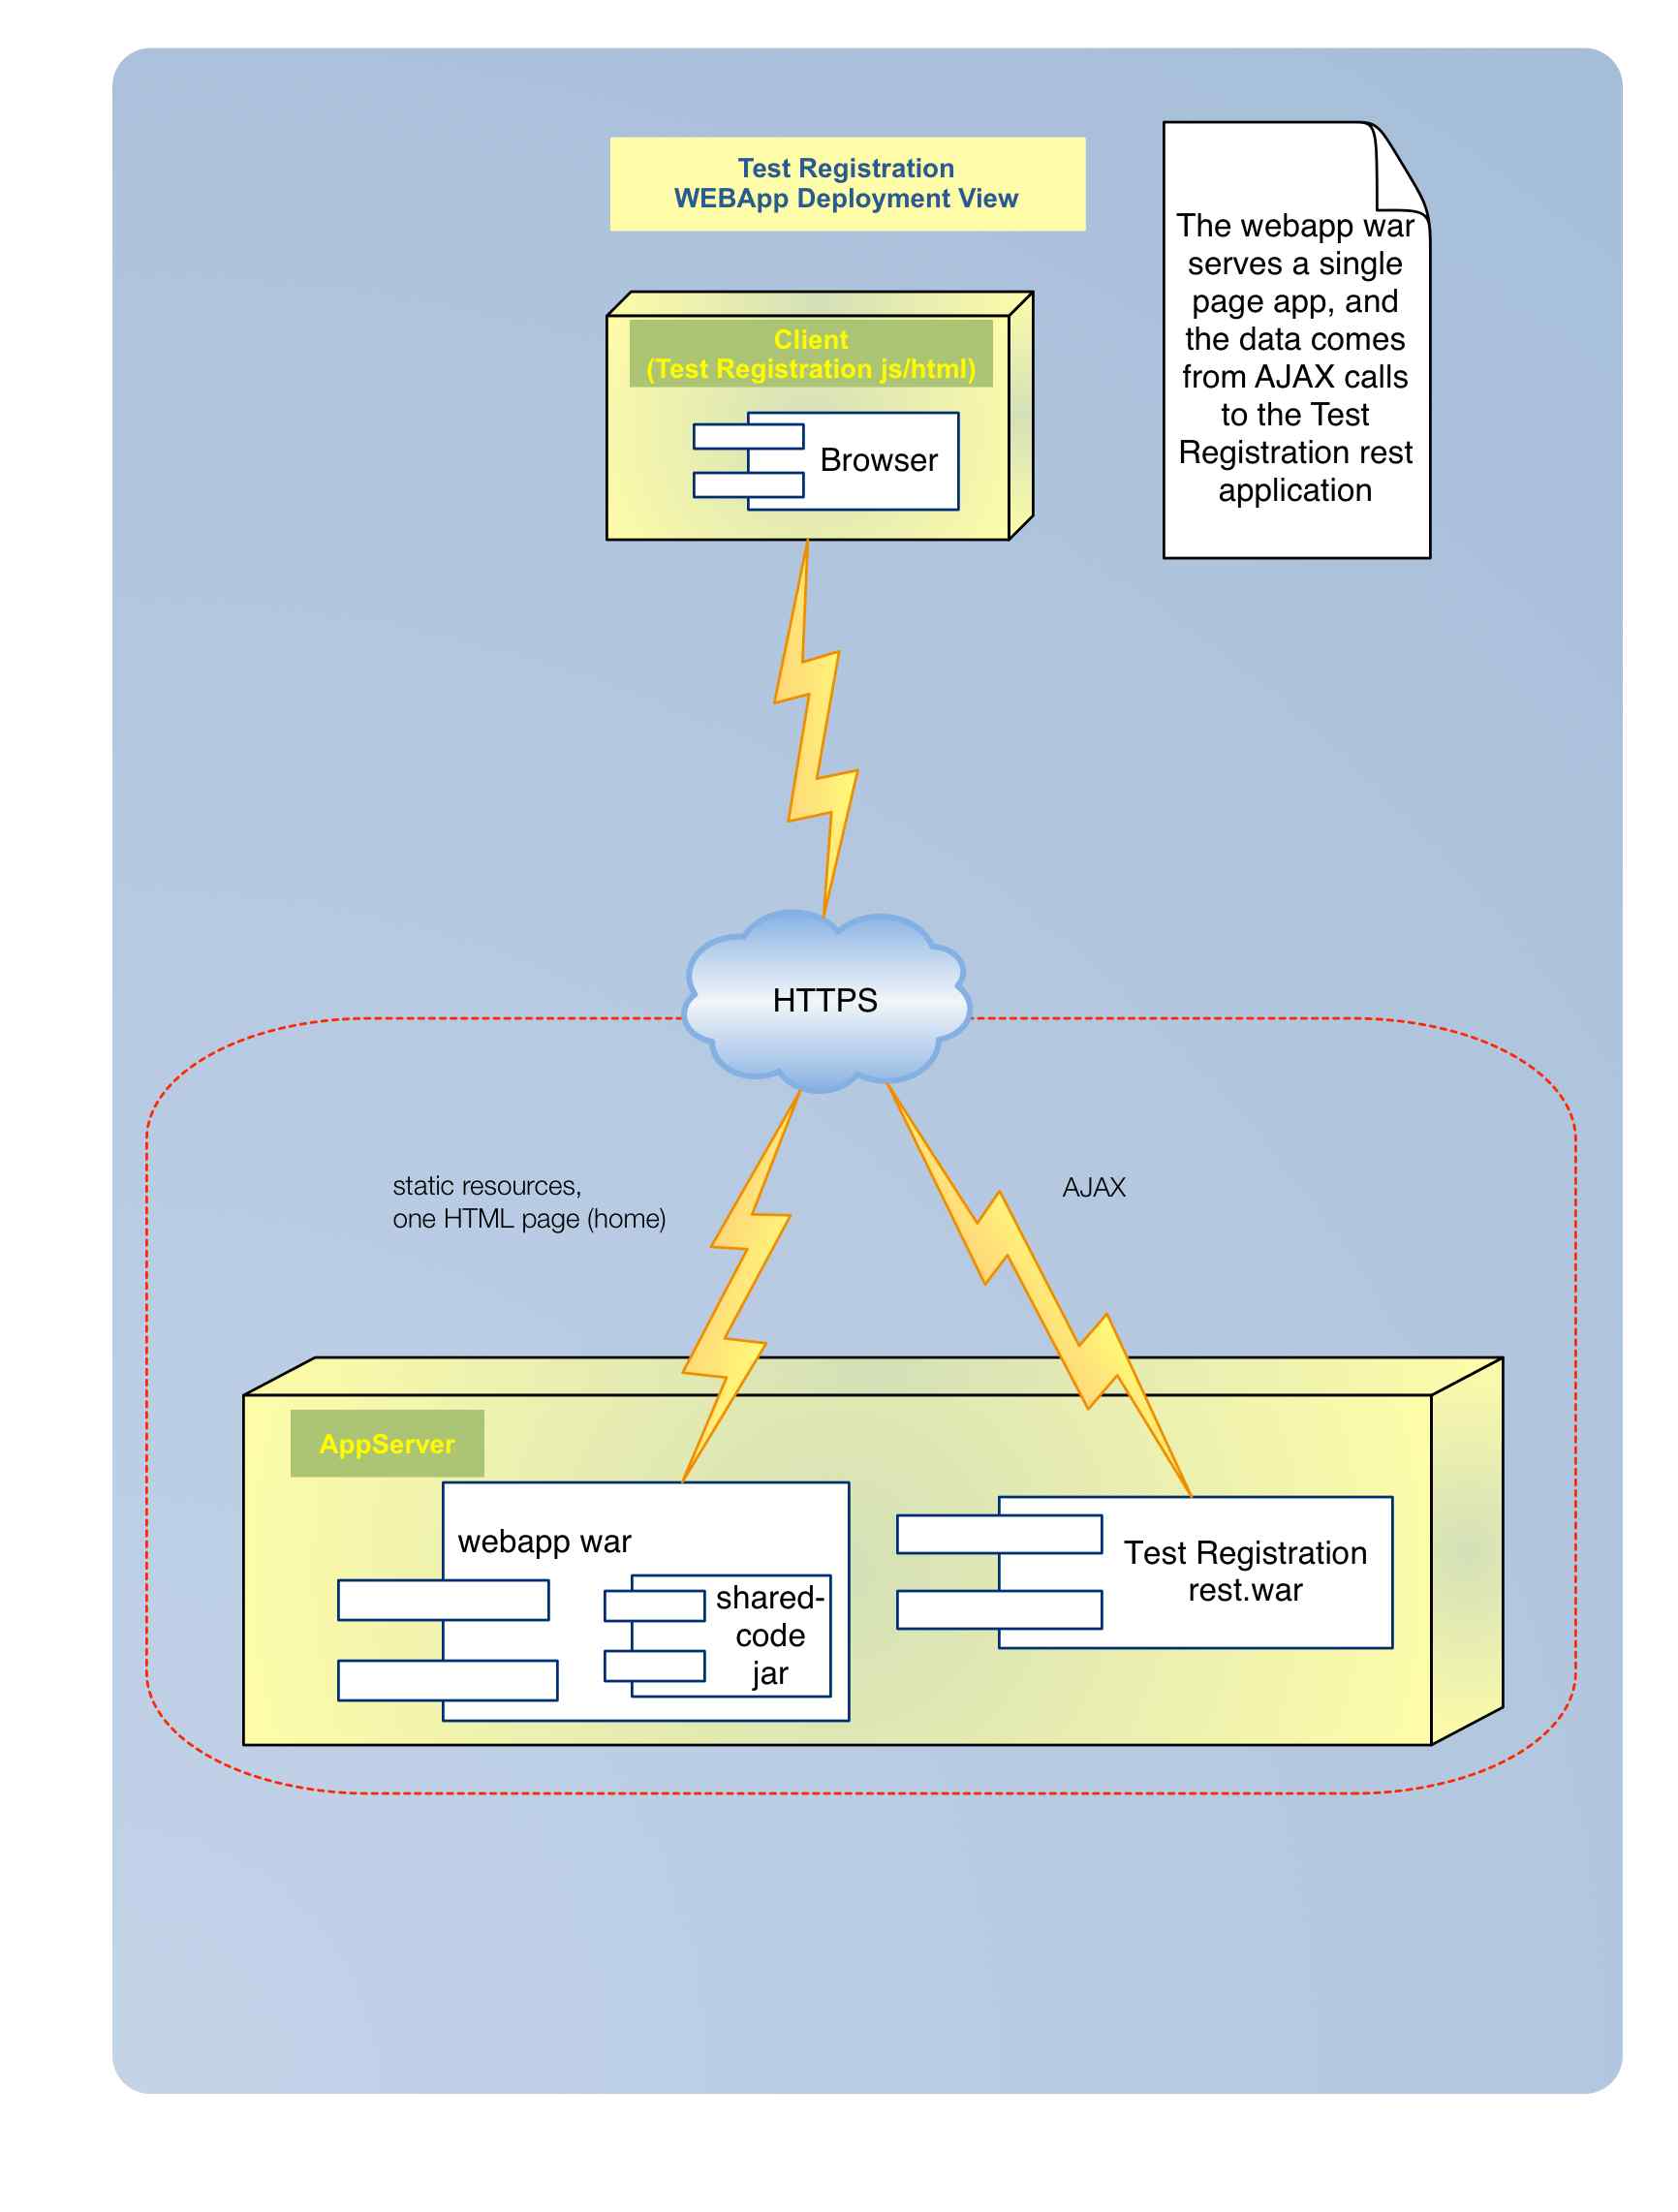 Test Registration
WEBApp Deployment View
The webapp war
serves a single
page app, and
the data comes
from AJAX calls
to the Test
Registration rest
application
Client
(Test Registration js/html)
Browser
HTTPS
static resources,
one HTML page (home)
AJAX
AppServer
webapp war
shared-
code
jar
Test Registration
rest.war